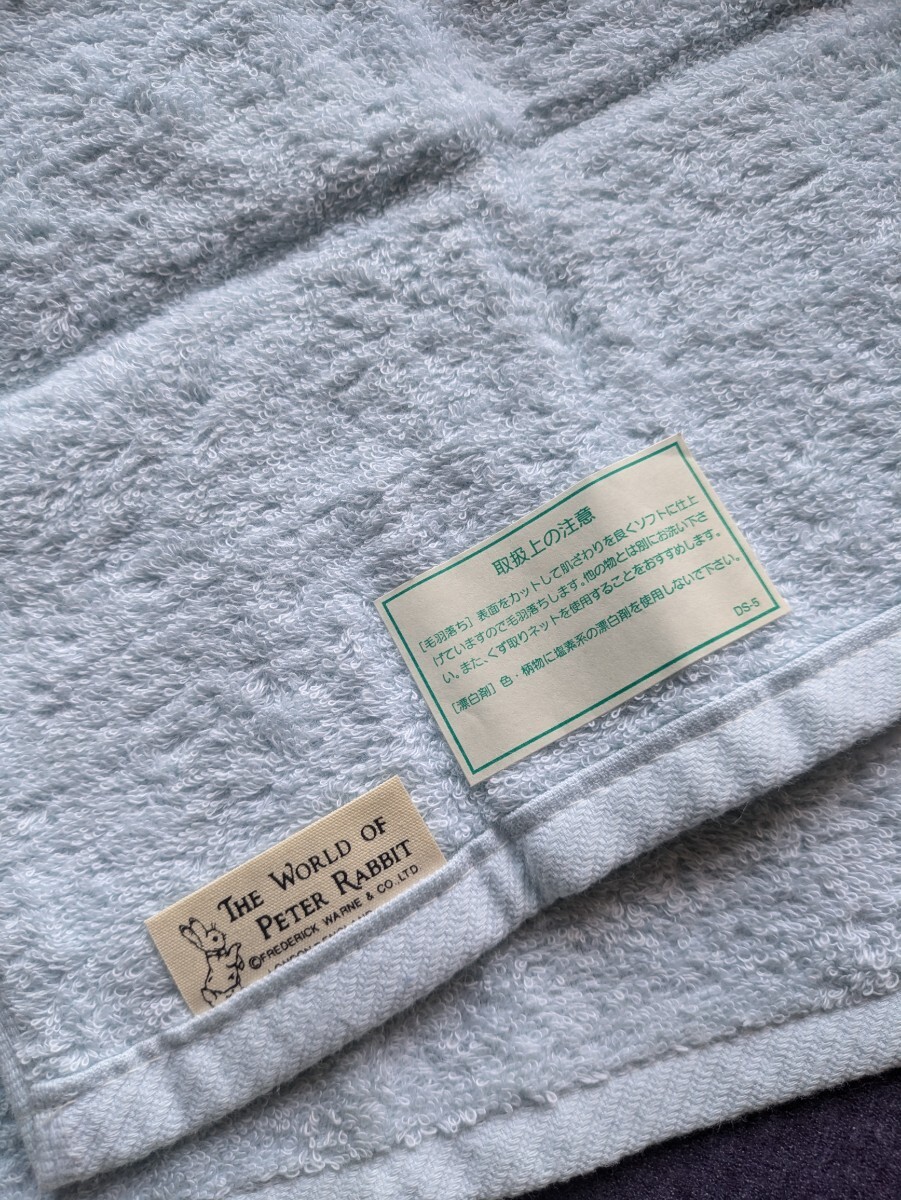 取扱上の注意
［毛羽落ち］表面をカットして肌ざわりを良くソフトに仕上
げていますので毛羽落ちします。他の物とは別にお洗い下さ
い。また、くず取りネットを使用することをおすすめします。
［漂白剤］色・柄物に塩素系の漂白剤を使用しないで下さい。
DS-5
THE WORLD OF
PETER RABBIT
©FREDERICK WARNE & CO.,LTD